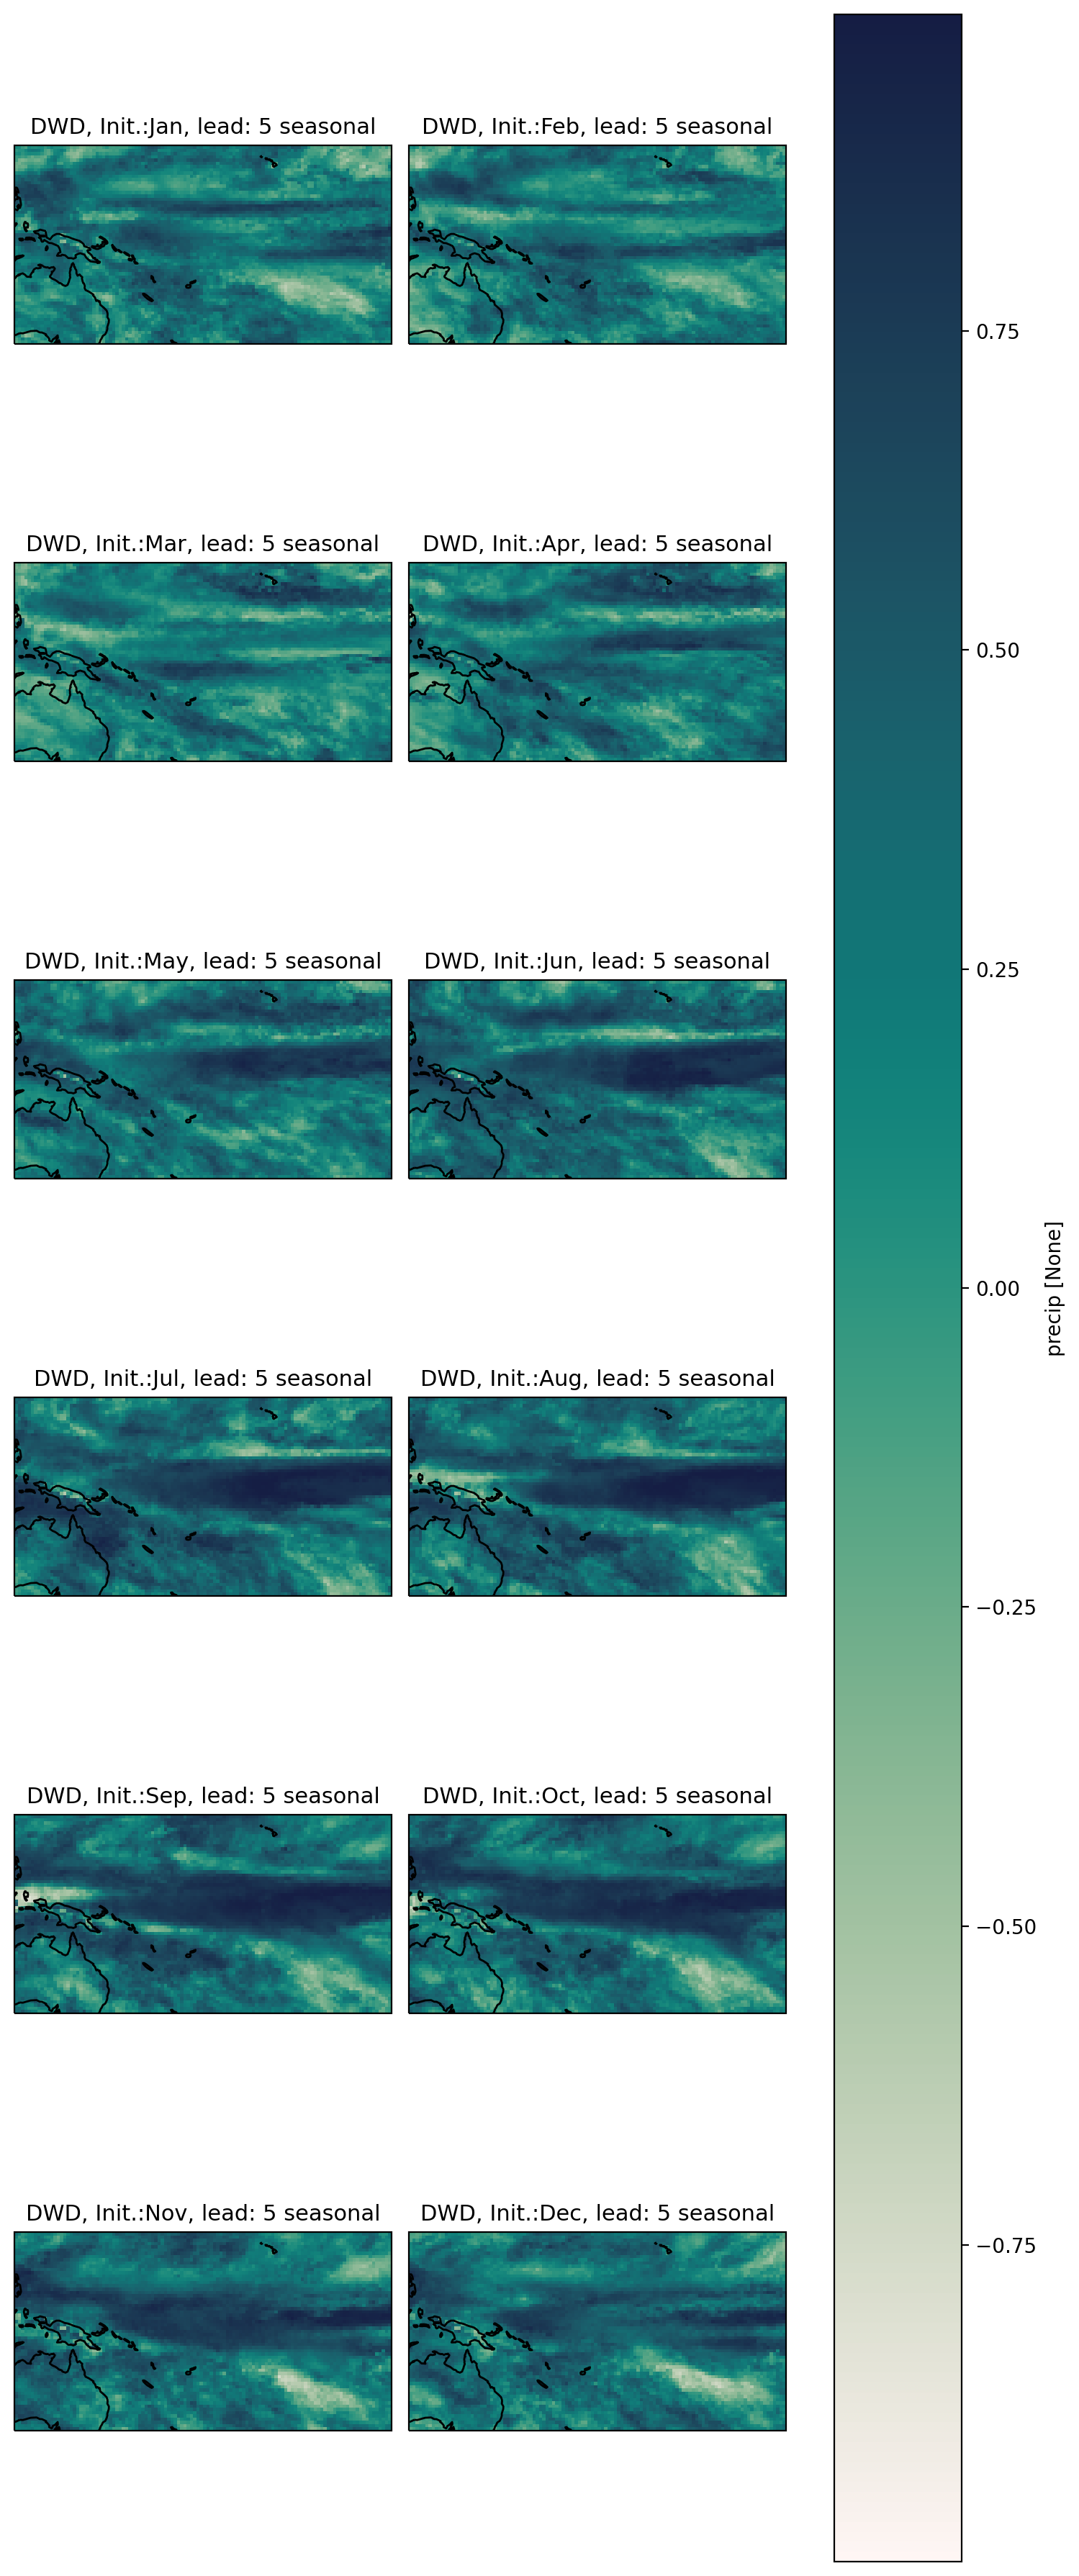 DWD, Init.:Jan, lead: 5 seasonal
DWD, Init.:Feb, lead: 5 seasonal
DWD, Init.:Mar, lead: 5 seasonal
DWD, Init.:Apr, lead: 5 seasonal
DWD, Init.:May, lead: 5 seasonal
DWD, Init.:Jun, lead: 5 seasonal
DWD, Init.:Jul, lead: 5 seasonal
DWD, Init.:Aug, lead: 5 seasonal
DWD, Init.:Sep, lead: 5 seasonal
DWD, Init.:Oct, lead: 5 seasonal
DWD, Init.:Nov, lead: 5 seasonal
DWD, Init.:Dec, lead: 5 seasonal
0.75
0.50
0.25
0.00
−0.25
−0.50
−0.75
precip [None]